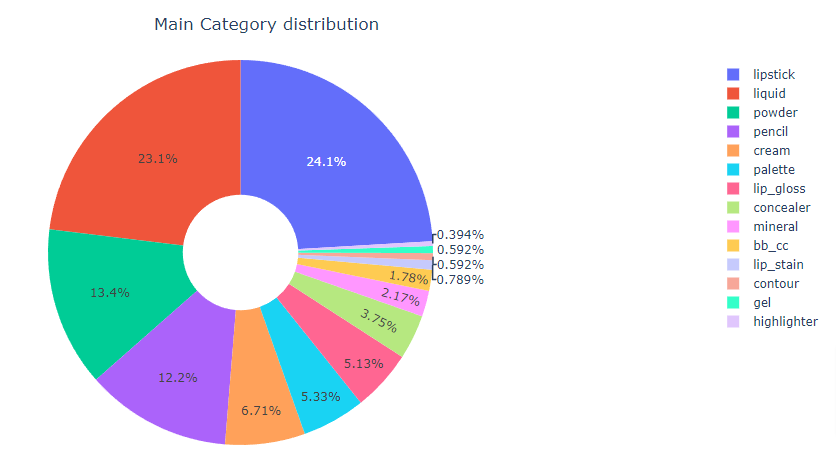 Main Category distribution
24.1%
23.1%
13.4%
12.2%
6.71%
5.33%
5.13%
3.75%
2.17%
1.78%
0.789%
0.592%
0.592%
0.394%
lipstick
liquid
powder
pencil
cream
palette
lip_gloss
concealer
mineral
bb_cc
lip_stain
contour
gel
highlighter